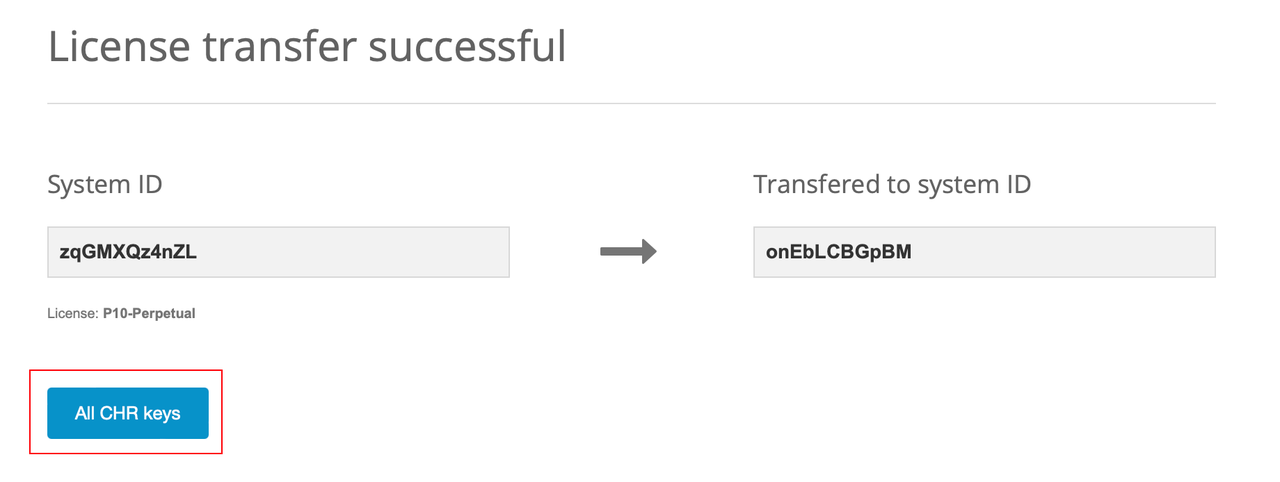 License transfer successful
System ID
Transfered to system ID
zqGMXQz4nZL
onEbLCBGpBM
License: P10-Perpetual
All CHR keys